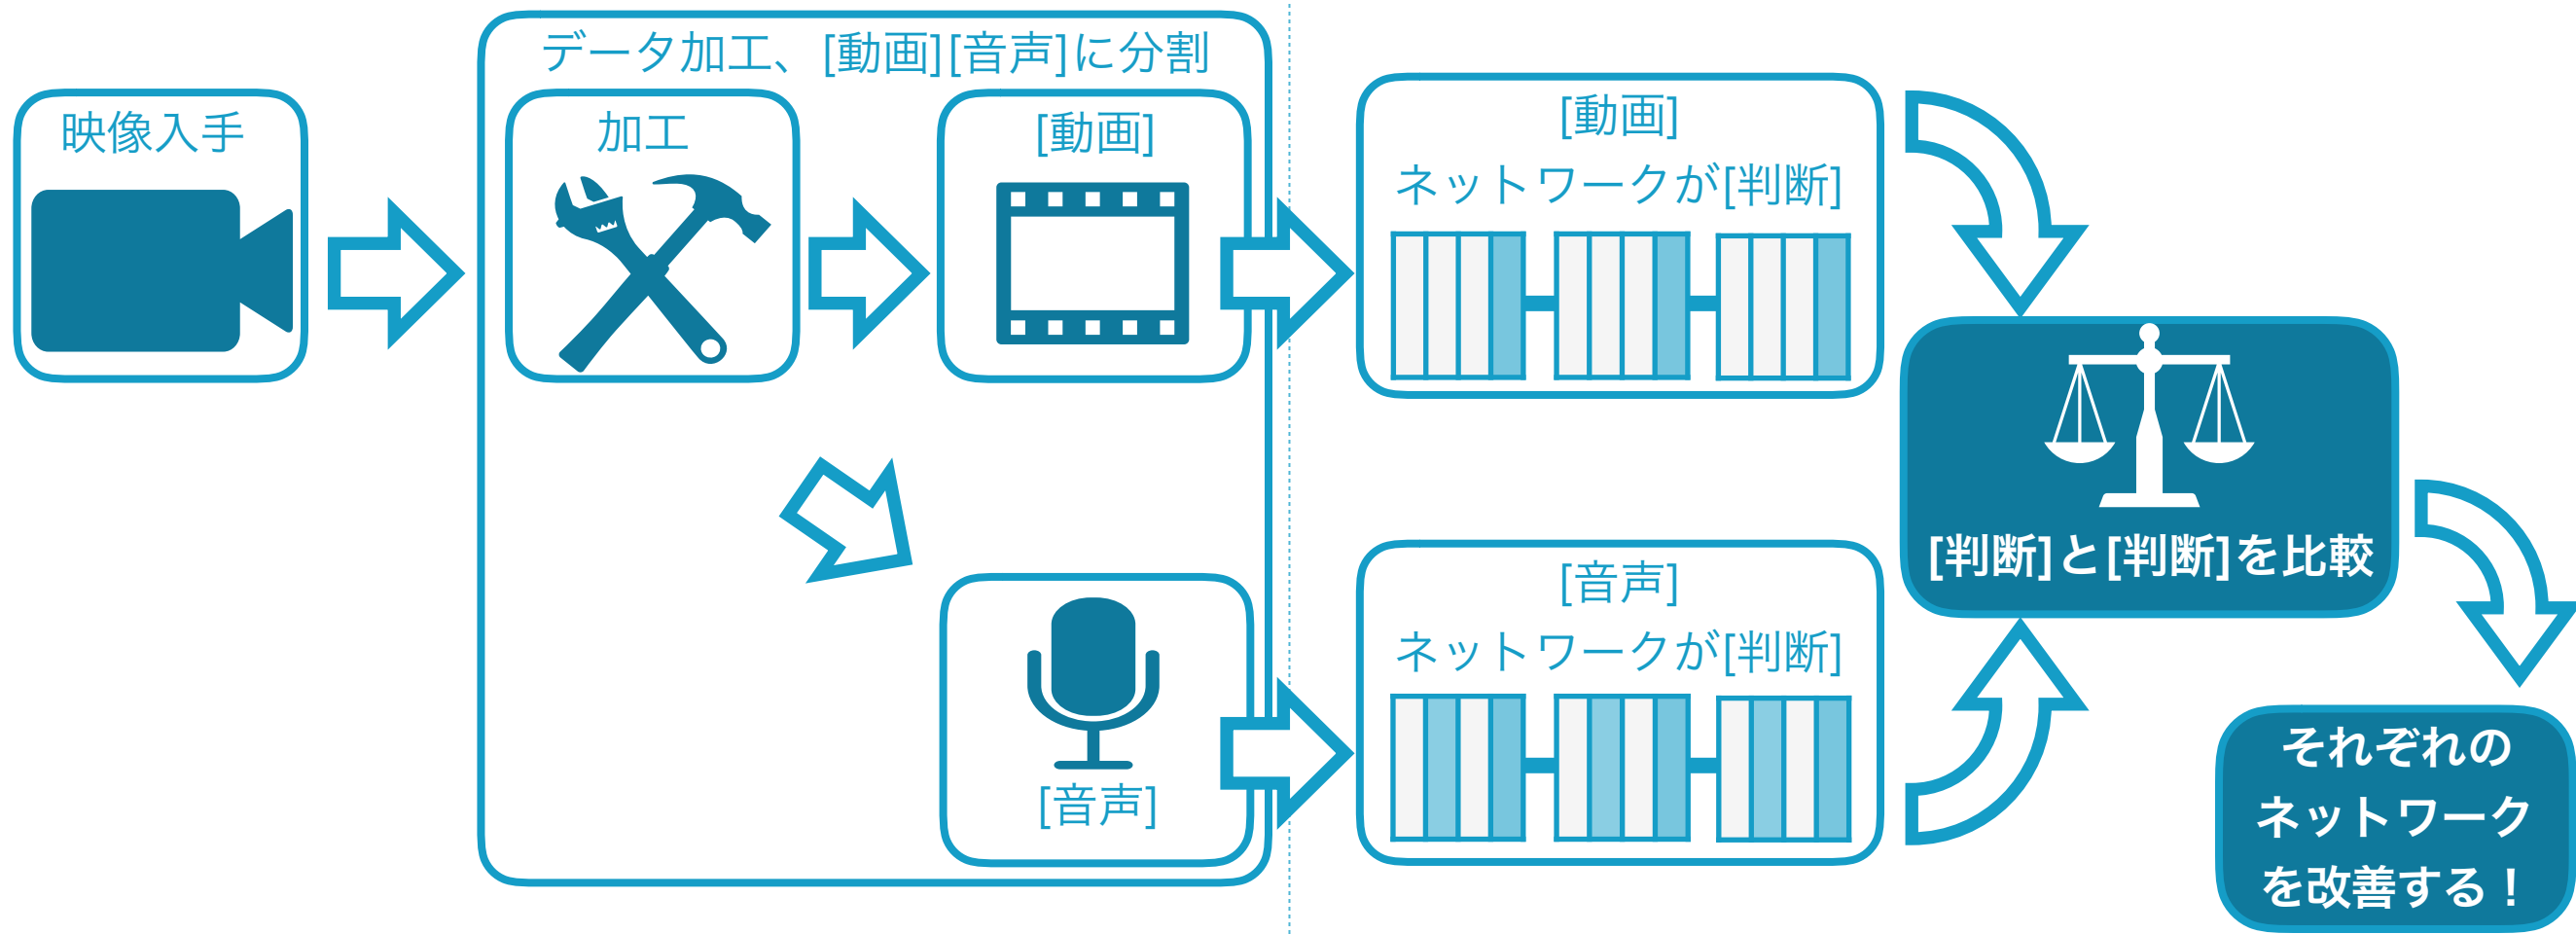 映像入手
データ加工、[動画][音声]に分割
加工
[動画]
[音声]
[動画]
ネットワークが[判断]
[音声]
ネットワークが[判断]
[判断]と[判断]を比較
それぞれの
ネットワーク
を改善する！